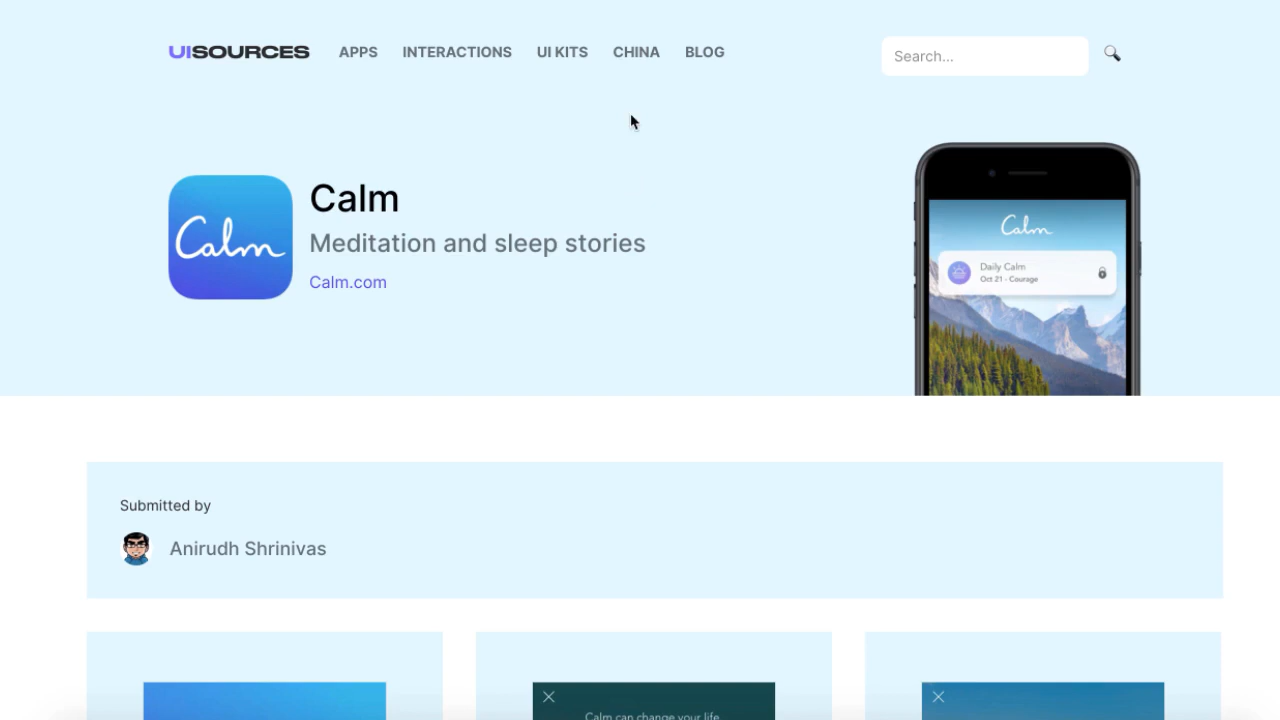 UISOURCES APPS INTERACTIONS UI KITS CHINA BLOG Search...
Calm
Calm
Meditation and sleep stories
Calm.com
Calm
Daily Calm
Oct 21 - Courage
Submitted by
Anirudh Shrinivas
Calm can change your life